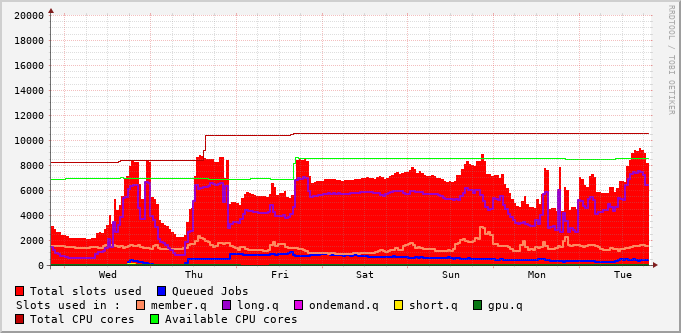 20000
18000
16000
14000
12000
10000
8000
6000
4000
2000
0
Wed Thu Fri Sat Sun Mon Tue
RRDTOOL / TOBI OETIKER
Total slots used Queued Jobs
Slots used in : member.q long.q ondemand.q short.q gpu.q
Total CPU cores Available CPU cores